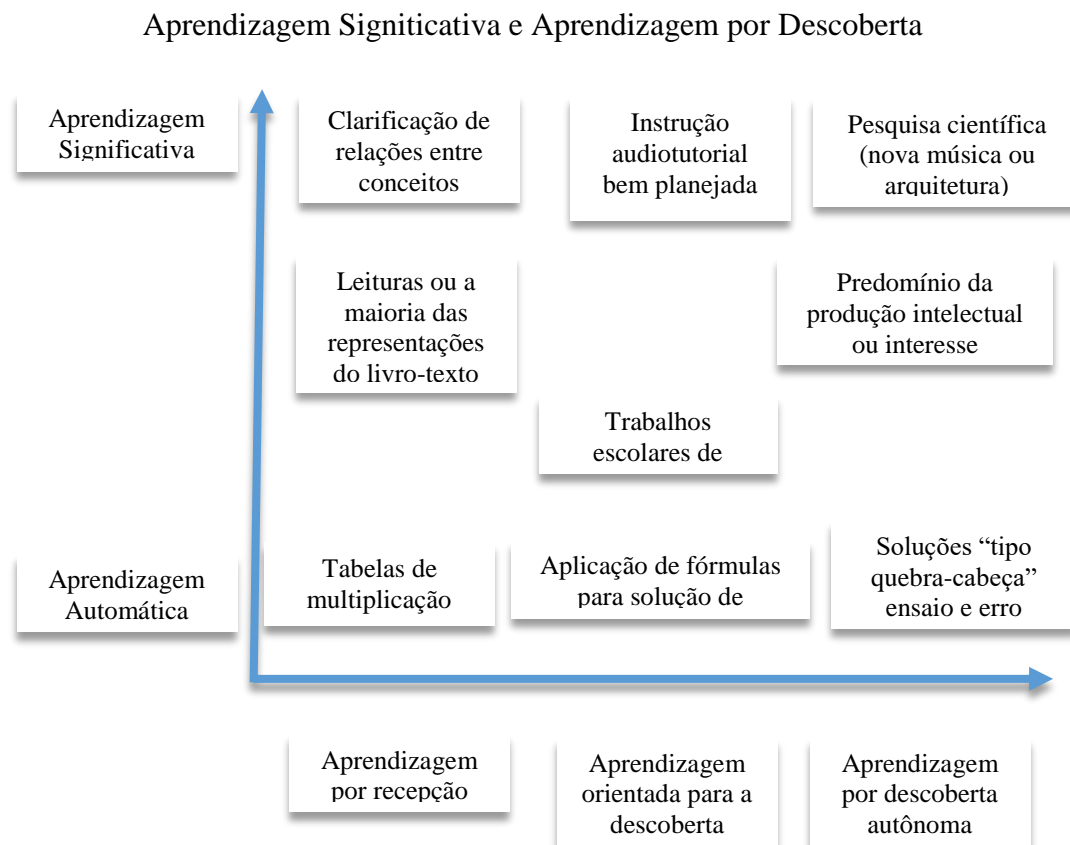 Aprendizagem Signiticativa e Aprendizagem por Descoberta
Aprendizagem
Significativa
Clarificação de
relações entre
conceitos
Instrução
audiotutorial
bem planejada
Pesquisa científica
(nova música ou
arquitetura)
Leituras ou a
maioria das
representações
do livro-texto
Predomínio da
produção intelectual
ou interesse
Trabalhos
escolares de
Aprendizagem
Automática
Tabelas de
multiplicação
Aplicação de fórmulas
para solução de
Soluções “tipo
quebra-cabeça”
ensaio e erro
Aprendizagem
por recepção
Aprendizagem
orientada para a
descoberta
Aprendizagem
por descoberta
autônoma